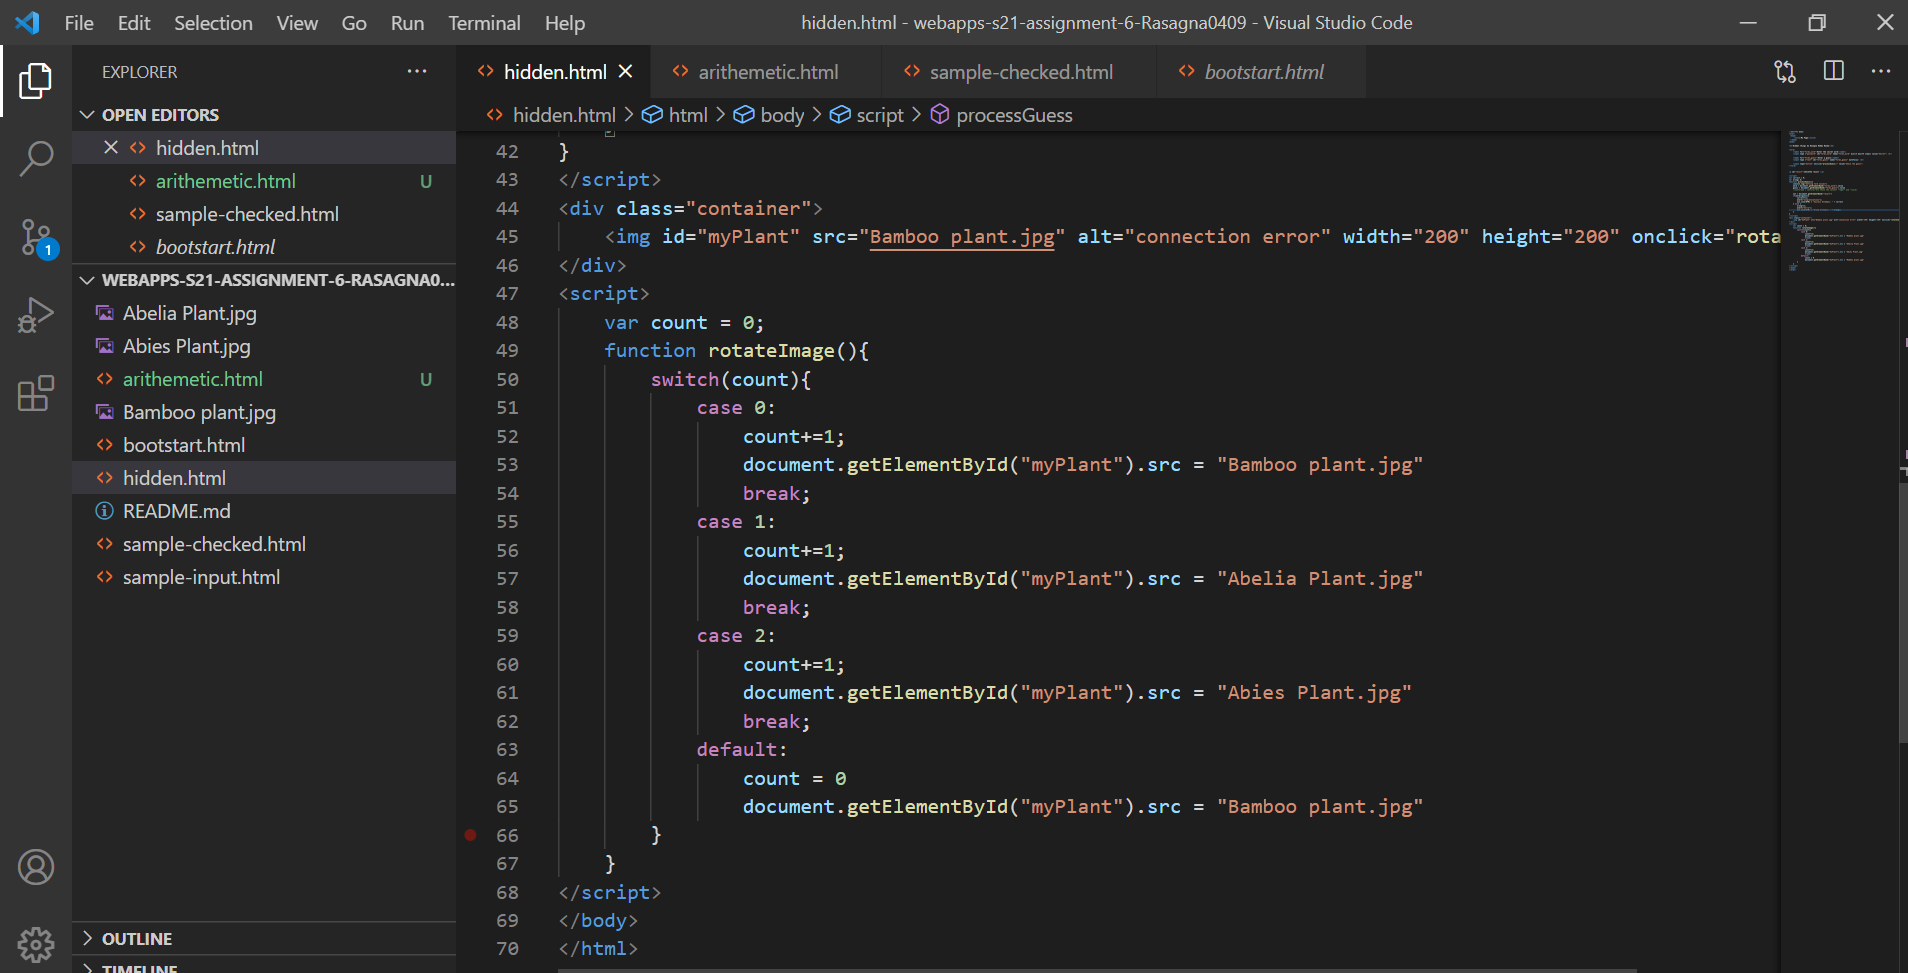 File Edit Selection View Go Run Terminal Help
hidden.html - webapps-s21-assignment-6-Rasagna0409 - Visual Studio Code
EXPLORER
OPEN EDITORS
hidden.html
arithemetic.html U
sample-checked.html
bootstart.html
WEBAPPS-S21-ASSIGNMENT-6-RASAGNA0...
Abelia Plant.jpg
Abies Plant.jpg
arithemetic.html U
Bamboo plant.jpg
bootstart.html
hidden.html
README.md
sample-checked.html
sample-input.html
OUTLINE
TIMELINE
1
hidden.html arithemetic.html sample-checked.html bootstart.html
hidden.html > html > body > script > processGuess
42 }
43 </script>
44 <div class="container">
45 <img id="myPlant" src="Bamboo plant.jpg" alt="connection error" width="200" height="200" onclick="rota
46 </div>
47 <script>
48 var count = 0;
49 function rotateImage(){
50 switch(count){
51 case 0:
52 count+=1;
53 document.getElementById("myPlant").src = "Bamboo plant.jpg"
54 break;
55 case 1:
56 count+=1;
57 document.getElementById("myPlant").src = "Abelia Plant.jpg"
58 break;
59 case 2:
60 count+=1;
61 document.getElementById("myPlant").src = "Abies Plant.jpg"
62 break;
63 default:
64 count = 0
65 document.getElementById("myPlant").src = "Bamboo plant.jpg"
66 }
67 }
68 </script>
69 </body>
70 </html>